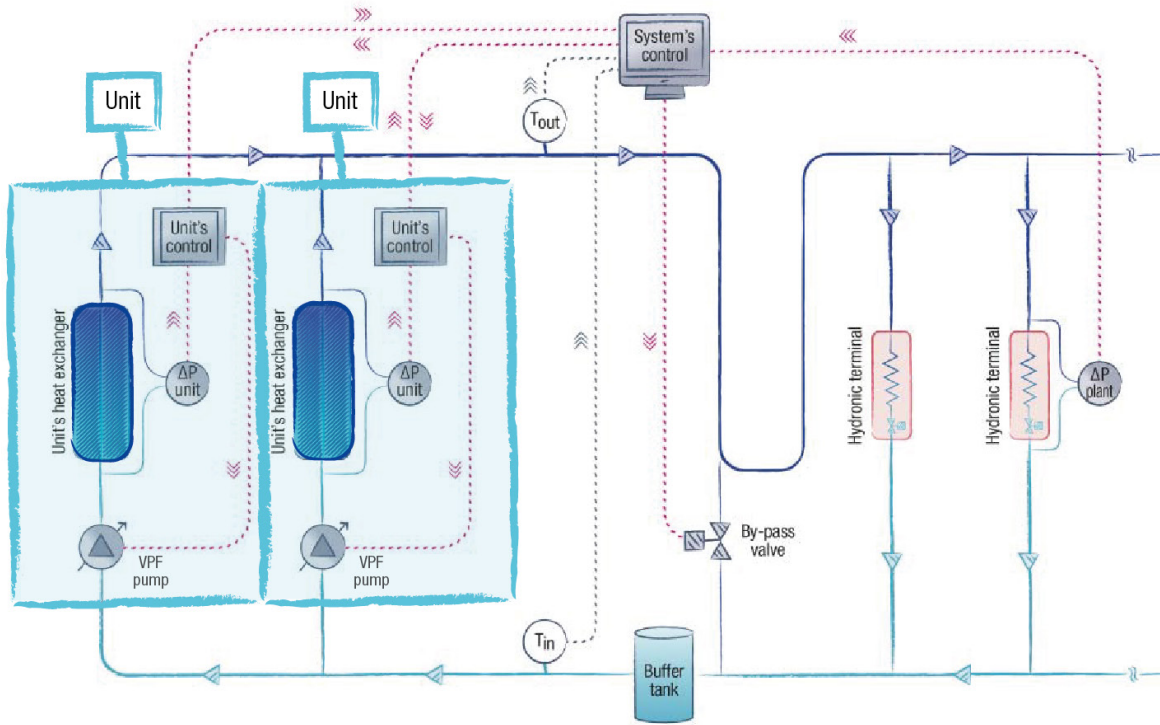 System's
control
Unit
Unit
Tout
Unit's
control
Unit's
control
Unit's heat exchanger
ΔP
unit
Unit's heat exchanger
ΔP
unit
Hydronic terminal
Hydronic terminal
ΔP
plant
VPF
pump
VPF
pump
By-pass
valve
Tin
Buffer
tank